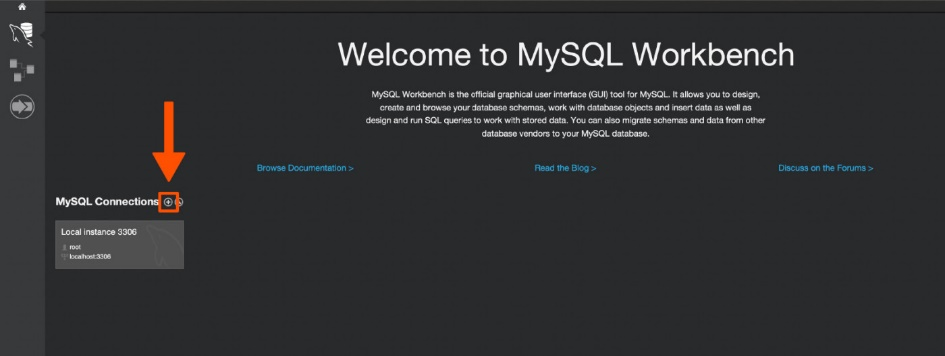 Welcome to MySQL Workbench
MySQL Workbench is the official graphical user interface (GUI) tool for MySQL. It allows you to design,
create and browse your database schemas, work with database objects and insert data as well as
design and run SQL queries to work with stored data. You can also migrate schemas and data from other
database vendors to your MySQL database.
Browse Documentation >
Read the Blog >
Discuss on the Forums >
MySQL Connections
Local instance 3306
root
localhost:3306